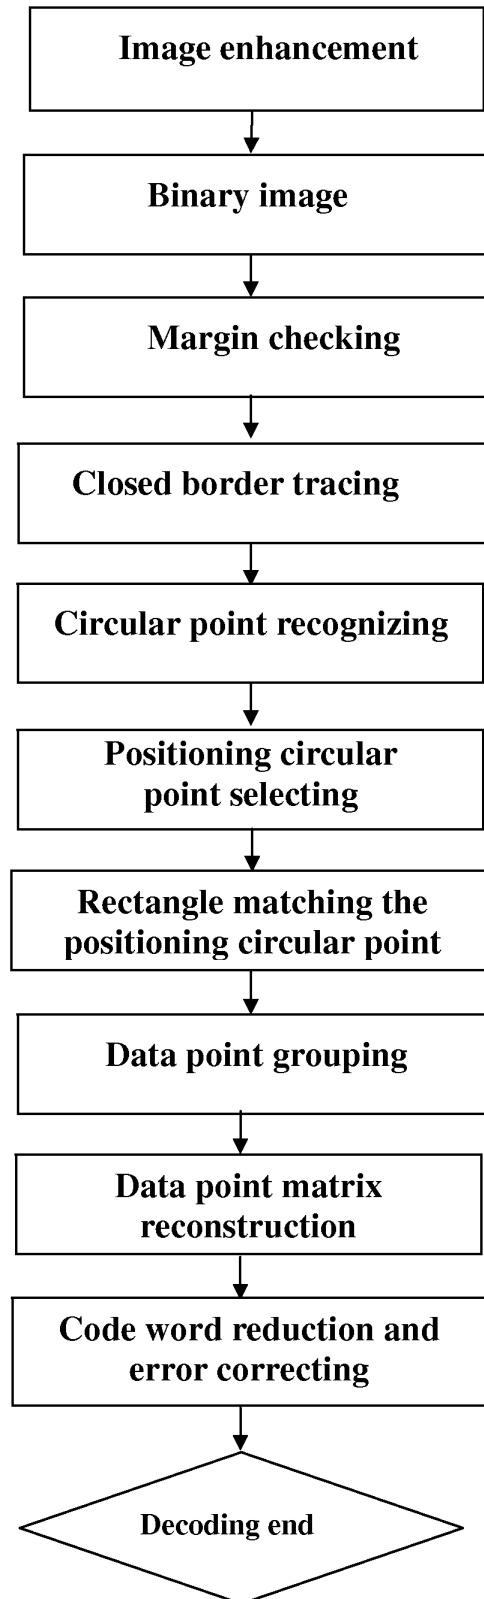 Image enhancement
Binary image
Margin checking
Closed border tracing
Circular point recognizing
Positioning circular
point selecting
Rectangle matching the
positioning circular point
Data point grouping
Data point matrix
reconstruction
Code word reduction and
error correcting
Decoding end